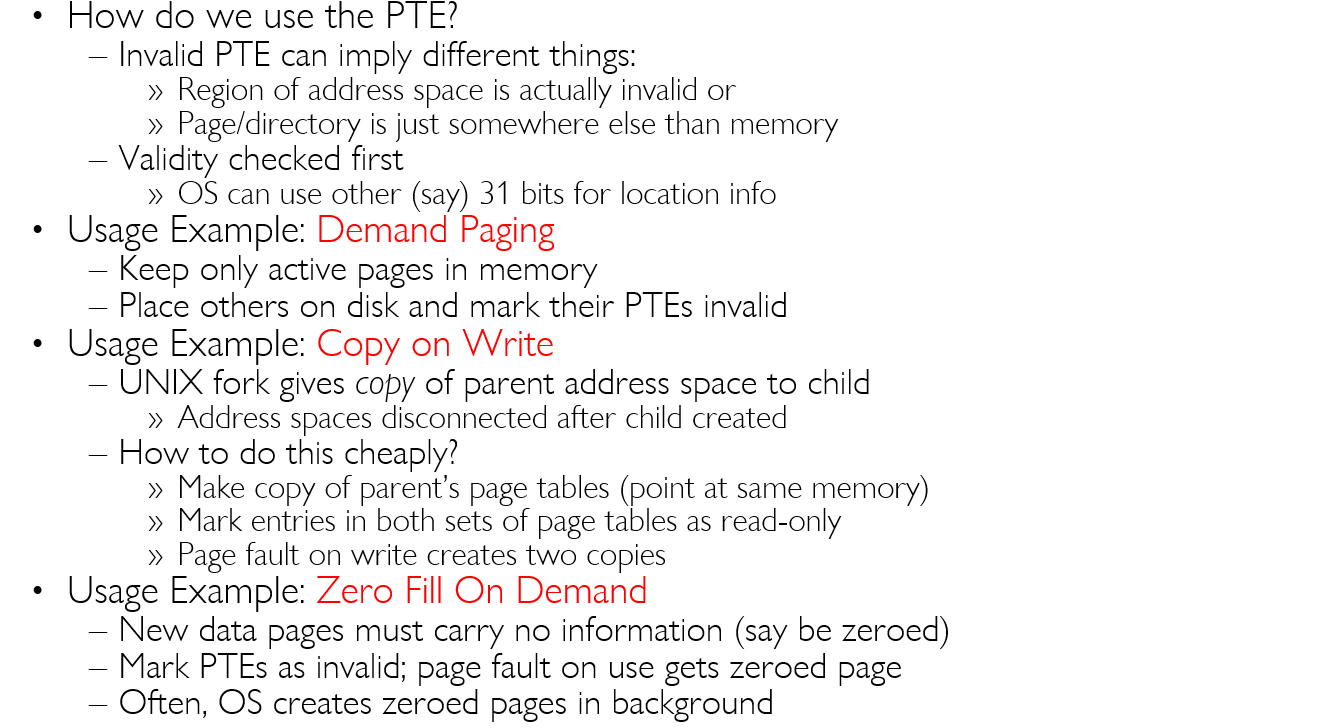 • How do we use the PTE?
– Invalid PTE can imply different things:
» Region of address space is actually invalid or
» Page/directory is just somewhere else than memory
– Validity checked first
» OS can use other (say) 31 bits for location info
• Usage Example: Demand Paging
– Keep only active pages in memory
– Place others on disk and mark their PTEs invalid
• Usage Example: Copy on Write
– UNIX fork gives copy of parent address space to child
» Address spaces disconnected after child created
– How to do this cheaply?
» Make copy of parent’s page tables (point at same memory)
» Mark entries in both sets of page tables as read-only
» Page fault on write creates two copies
• Usage Example: Zero Fill On Demand
– New data pages must carry no information (say be zeroed)
– Mark PTEs as invalid; page fault on use gets zeroed page
– Often, OS creates zeroed pages in background